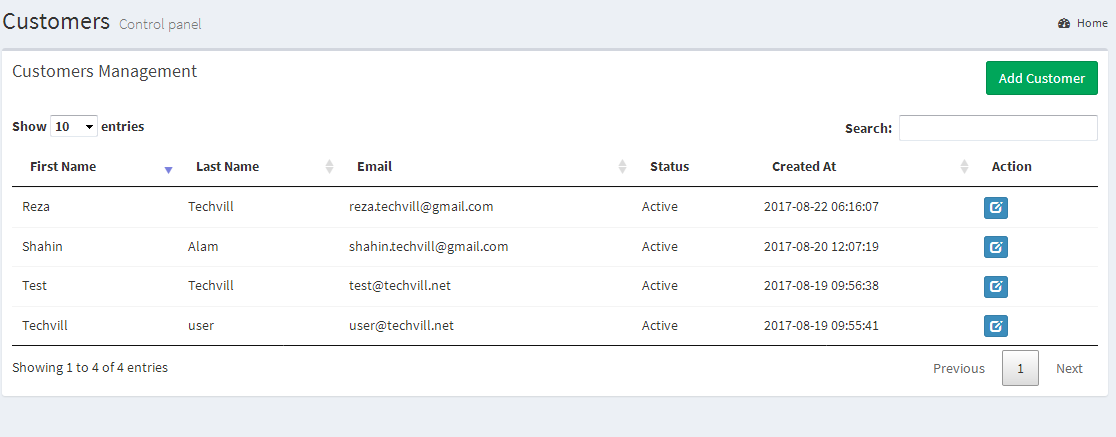 Customers Control panel Home
Customers Management Add Customer
Show 10 entries Search:
First Name Last Name Email Status Created At Action
Reza Techvill reza.techvill@gmail.com Active 2017-08-22 06:16:07
Shahin Alam shahin.techvill@gmail.com Active 2017-08-20 12:07:19
Test Techvill test@techvill.net Active 2017-08-19 09:56:38
Techvill user user@techvill.net Active 2017-08-19 09:55:41
Showing 1 to 4 of 4 entries Previous 1 Next